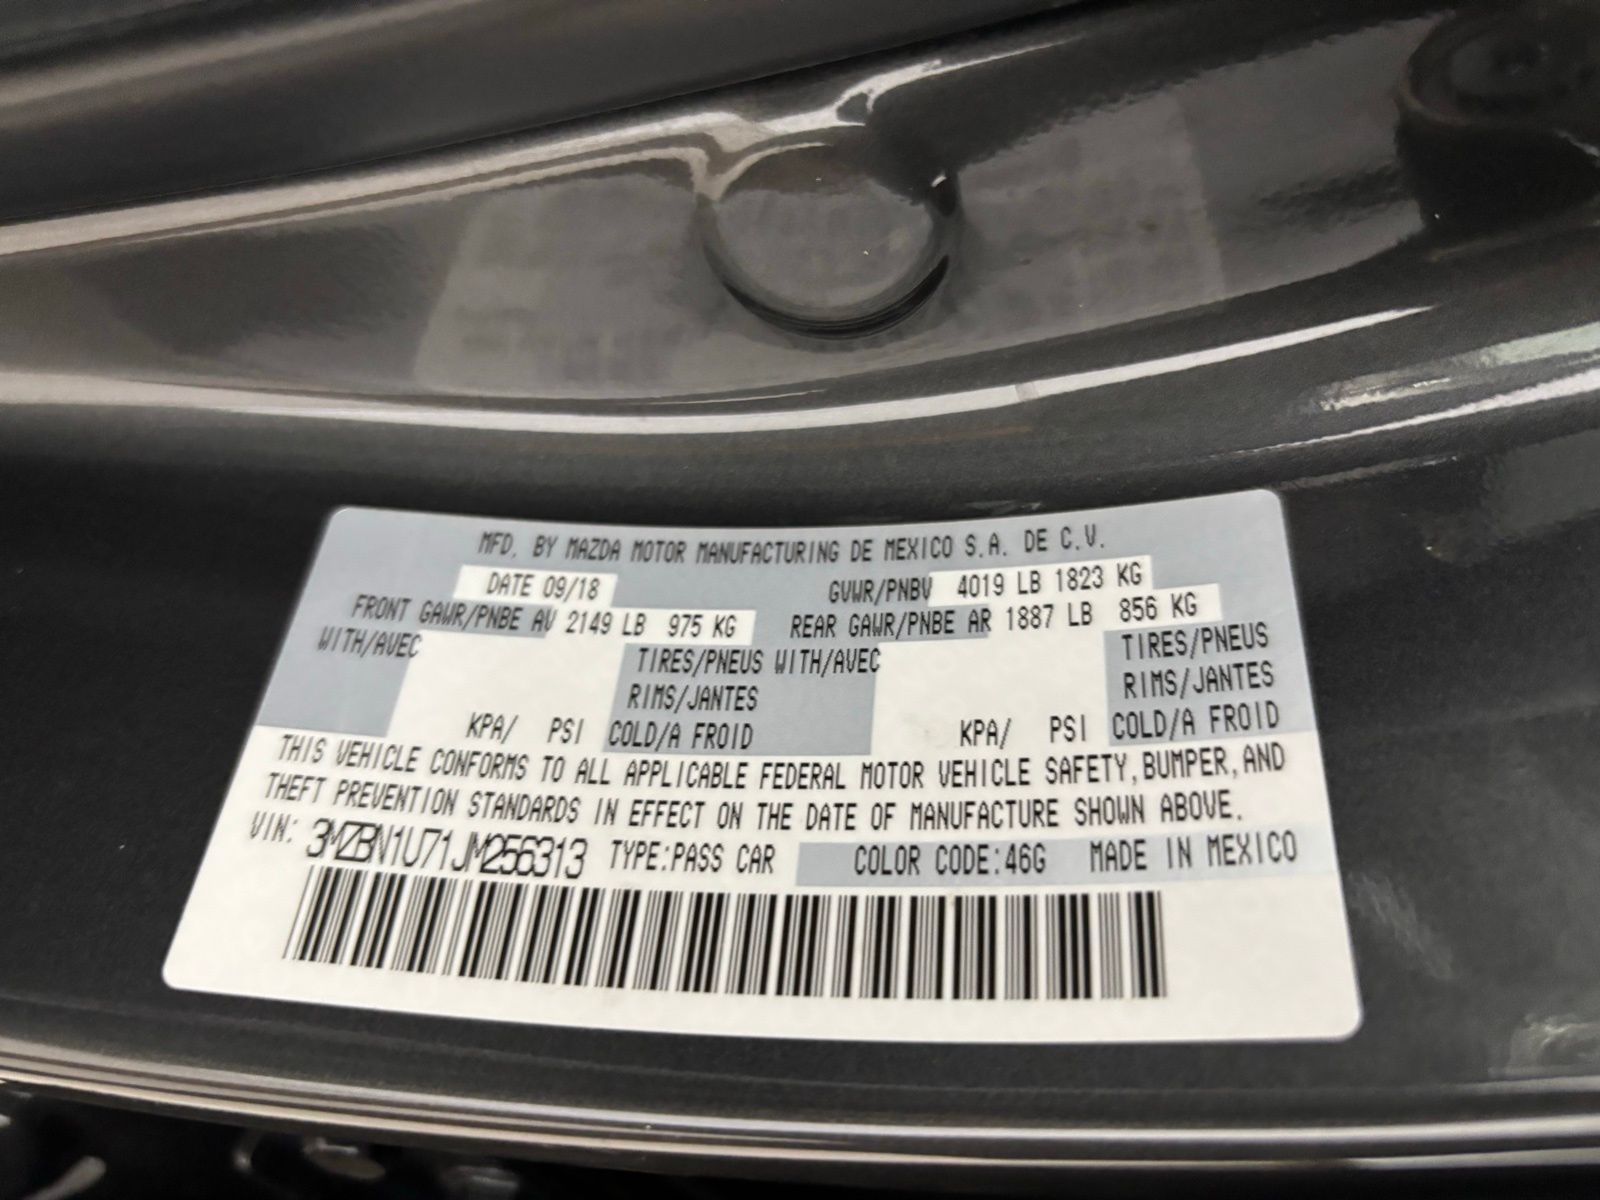 MFD. BY MAZDA MOTOR MANUFACTURING DE MEXICO S.A. DE C.V.
DATE 09/18 GVWR/PNBV 4019 LB 1823 KG
FRONT GAWR/PNBE AV 2149 LB 975 KG REAR GAWR/PNBE AR 1887 LB 856 KG
WITH/AVEC TIRES/PNEUS WITH/AVEC TIRES/PNEUS
RIMS/JANTES RIMS/JANTES
KPA/ PSI COLD/A FROID KPA/ PSI COLD/A FROID
THIS VEHICLE CONFORMS TO ALL APPLICABLE FEDERAL MOTOR VEHICLE SAFETY, BUMPER, AND
THEFT PREVENTION STANDARDS IN EFFECT ON THE DATE OF MANUFACTURE SHOWN ABOVE.
VIN: 3MZBN1U71JM256313 TYPE:PASS CAR COLOR CODE:46G MADE IN MEXICO